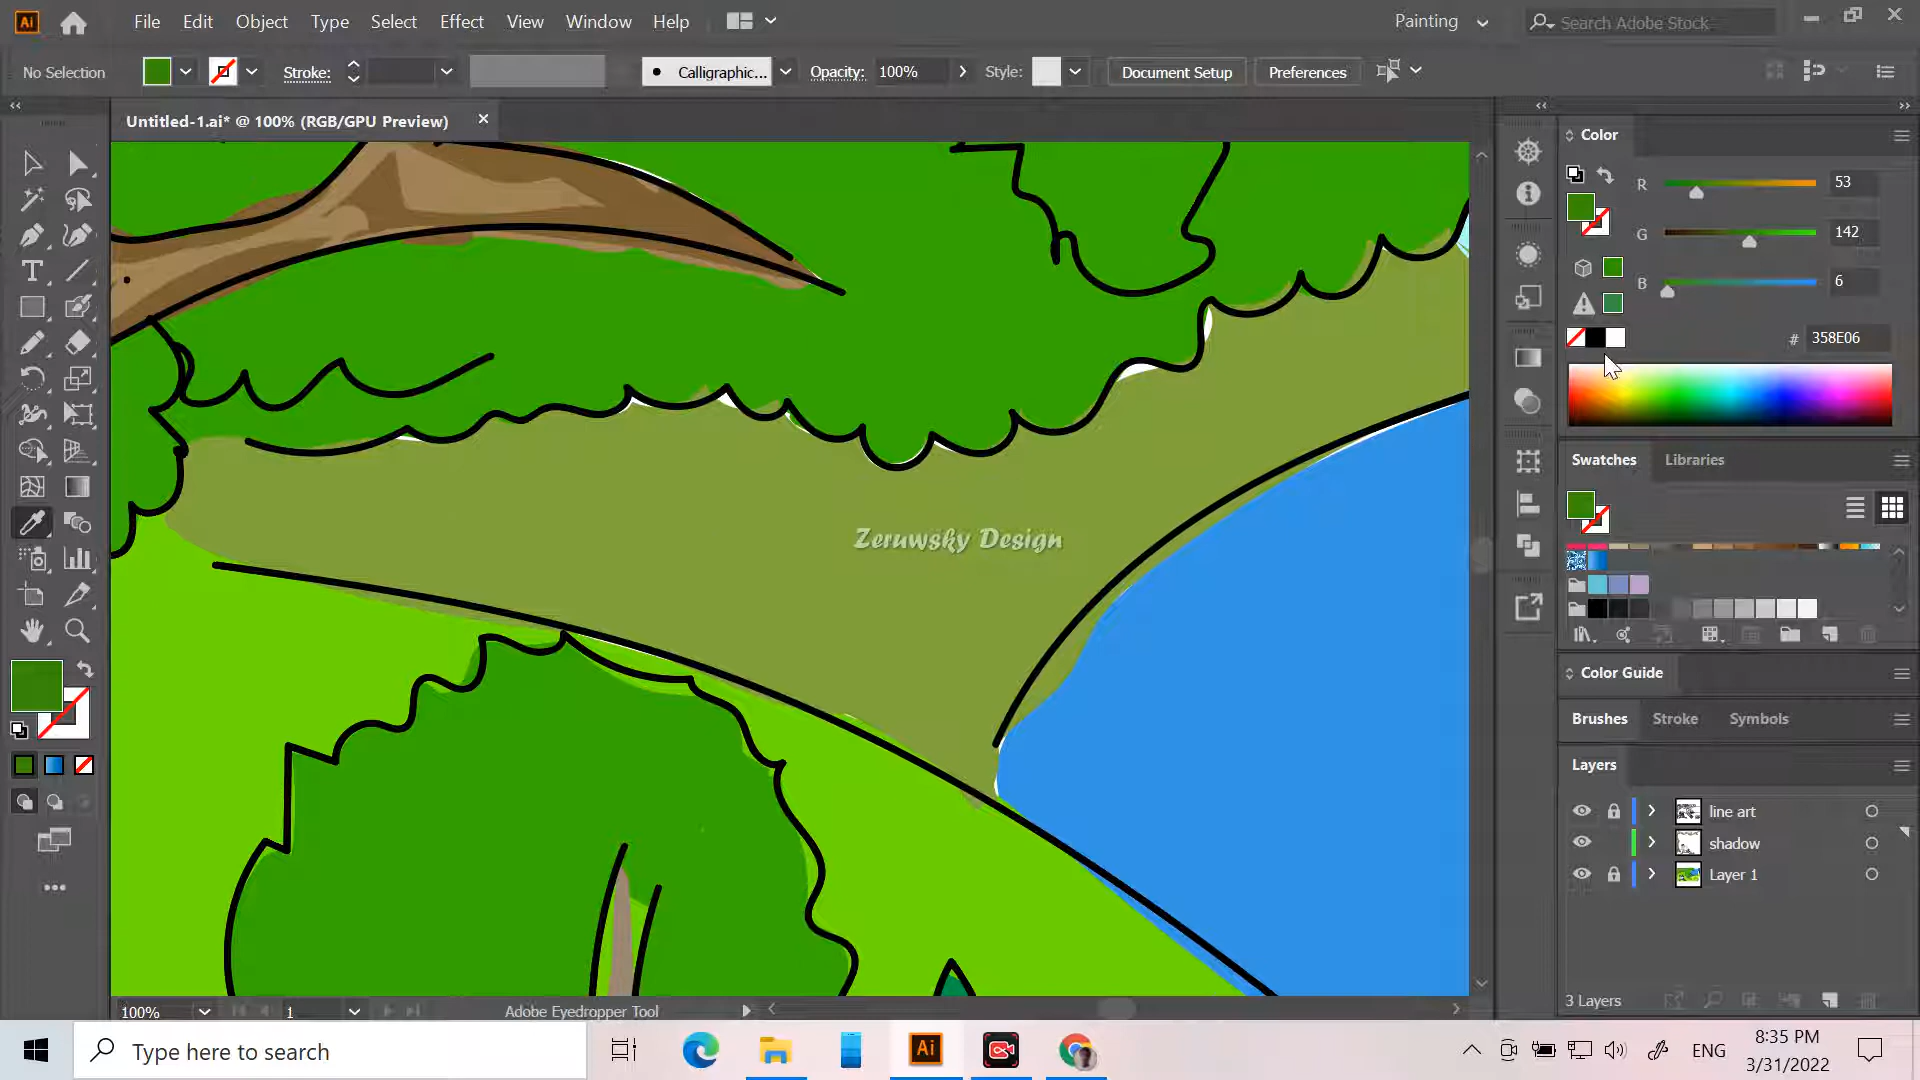 Ai File Edit Object Type Select Effect View Window Help Painting Search Adobe Stock
No Selection Stroke: Calligraphic... Opacity: 100% Style: Document Setup Preferences
Untitled-1.ai* @ 100% (RGB/GPU Preview)
Color
R 53
G 142
B 6
# 358E06
Swatches Libraries
Zeruwsky Design
Color Guide
Brushes Stroke Symbols
Layers
line art
shadow
Layer 1
3 Layers
100% 1 Adobe Eyedropper Tool
Type here to search
Ai
ENG
8:35 PM
3/31/2022